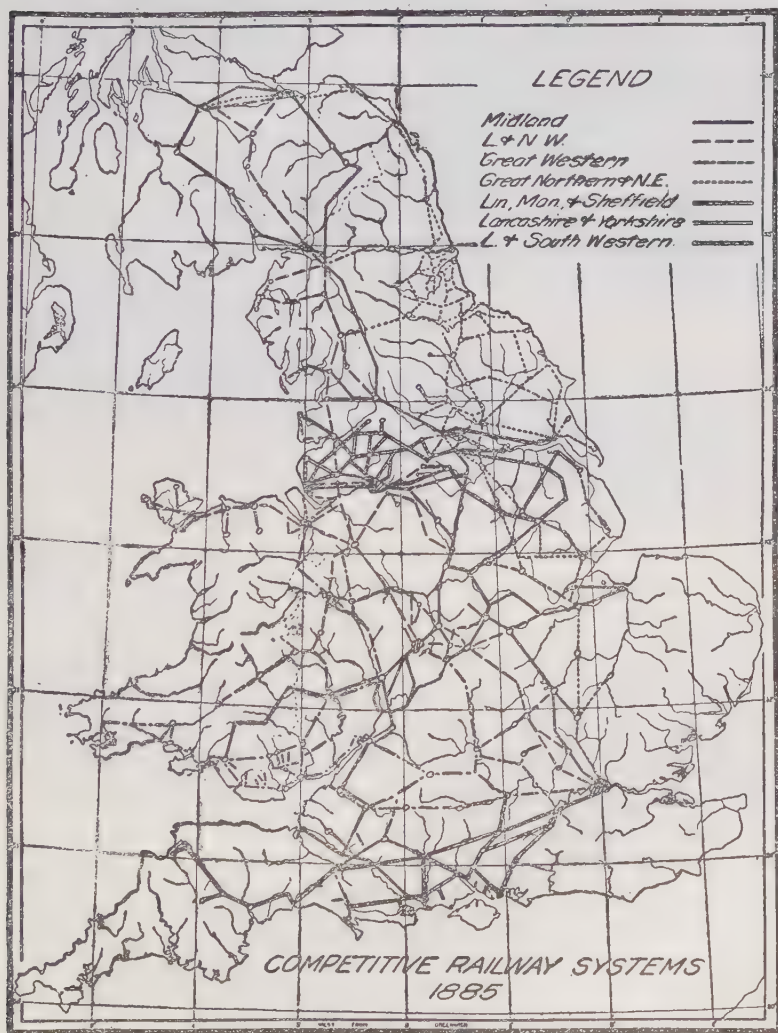 LEGEND
Midland
L & N W.
Great Western
Great Northern & N.E.
Lin, Man, & Sheffield
Lancashire & Yorkshire
L. & South Western.
COMPETITIVE RAILWAY SYSTEMS
1885